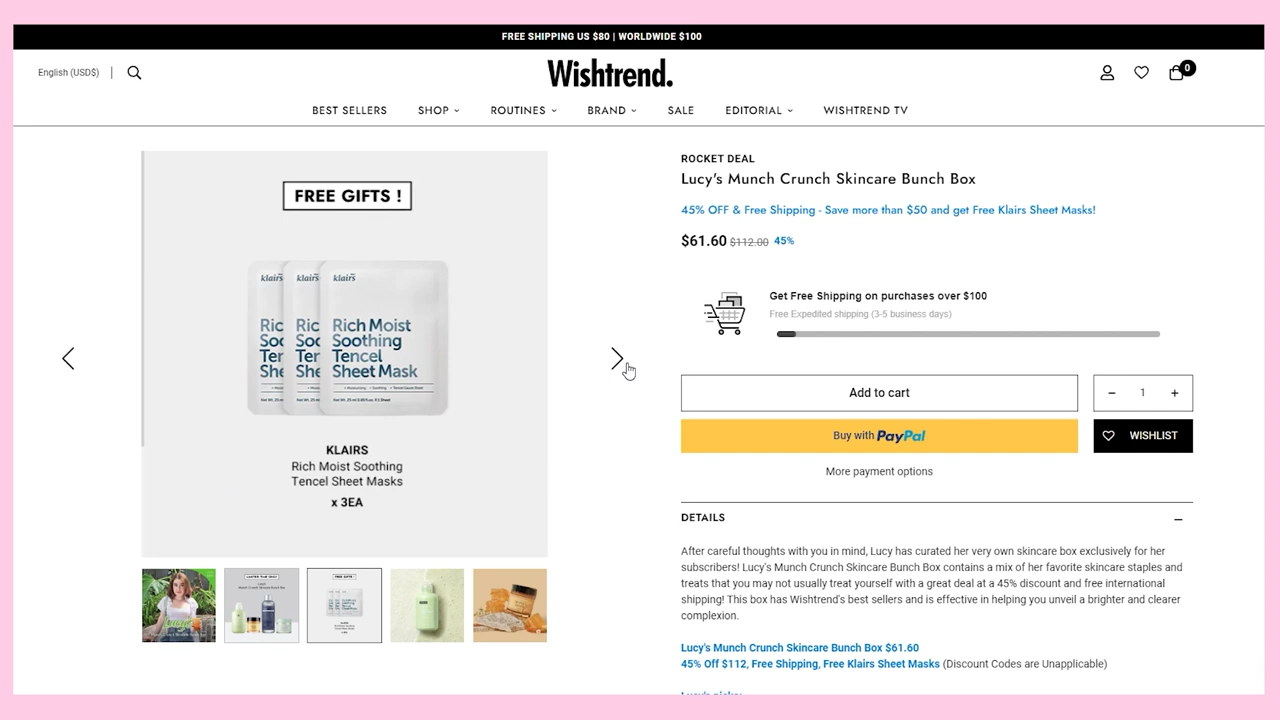 FREE SHIPPING US $80 | WORLDWIDE $100
English (USD$) |
Wishtrend.
0
BEST SELLERS SHOP ROUTINES BRAND SALE EDITORIAL WISHTREND TV
FREE GIFTS !
klairs klairs klairs
Rich Moist
Soothing
Tencel
Sheet Mask
KLAIRS
Rich Moist Soothing
Tencel Sheet Masks
x 3EA
ROCKET DEAL
Lucy's Munch Crunch Skincare Bunch Box
45% OFF & Free Shipping - Save more than $50 and get Free Klairs Sheet Masks!
$61.60 $112.00 45%
Get Free Shipping on purchases over $100
Free Expedited shipping (3-5 business days)
Add to cart
− 1 +
Buy with PayPal
WISHLIST
More payment options
DETAILS −
After careful thoughts with you in mind, Lucy has curated her very own skincare box exclusively for her
subscribers! Lucy's Munch Crunch Skincare Bunch Box contains a mix of her favorite skincare staples and
treats that you may not usually treat yourself with a great deal at a 45% discount and free international
shipping! This box has Wishtrend's best sellers and is effective in helping you unveil a brighter and clearer
complexion.
Lucy's Munch Crunch Skincare Bunch Box $61.60
45% Off $112, Free Shipping, Free Klairs Sheet Masks (Discount Codes are Unapplicable)